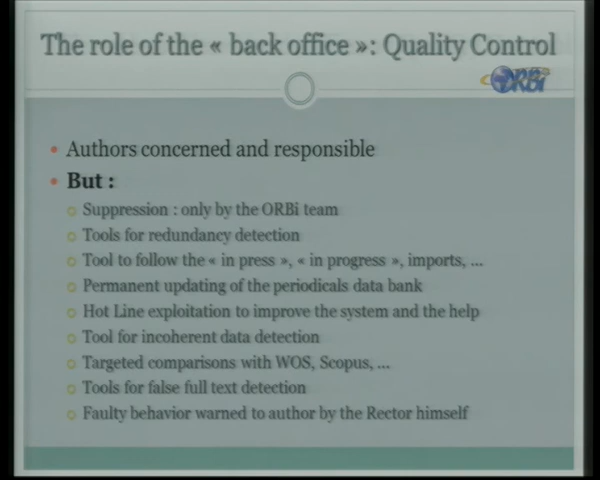 The role of the « back office »: Quality Control
ORBi
• Authors concerned and responsible
• But :
Suppression : only by the ORBi team
Tools for redundancy detection
Tool to follow the « in press », « in progress », imports, ...
Permanent updating of the periodicals data bank
Hot Line exploitation to improve the system and the help
Tool for incoherent data detection
Targeted comparisons with WOS, Scopus, ...
Tools for false full text detection
Faulty behavior warned to author by the Rector himself